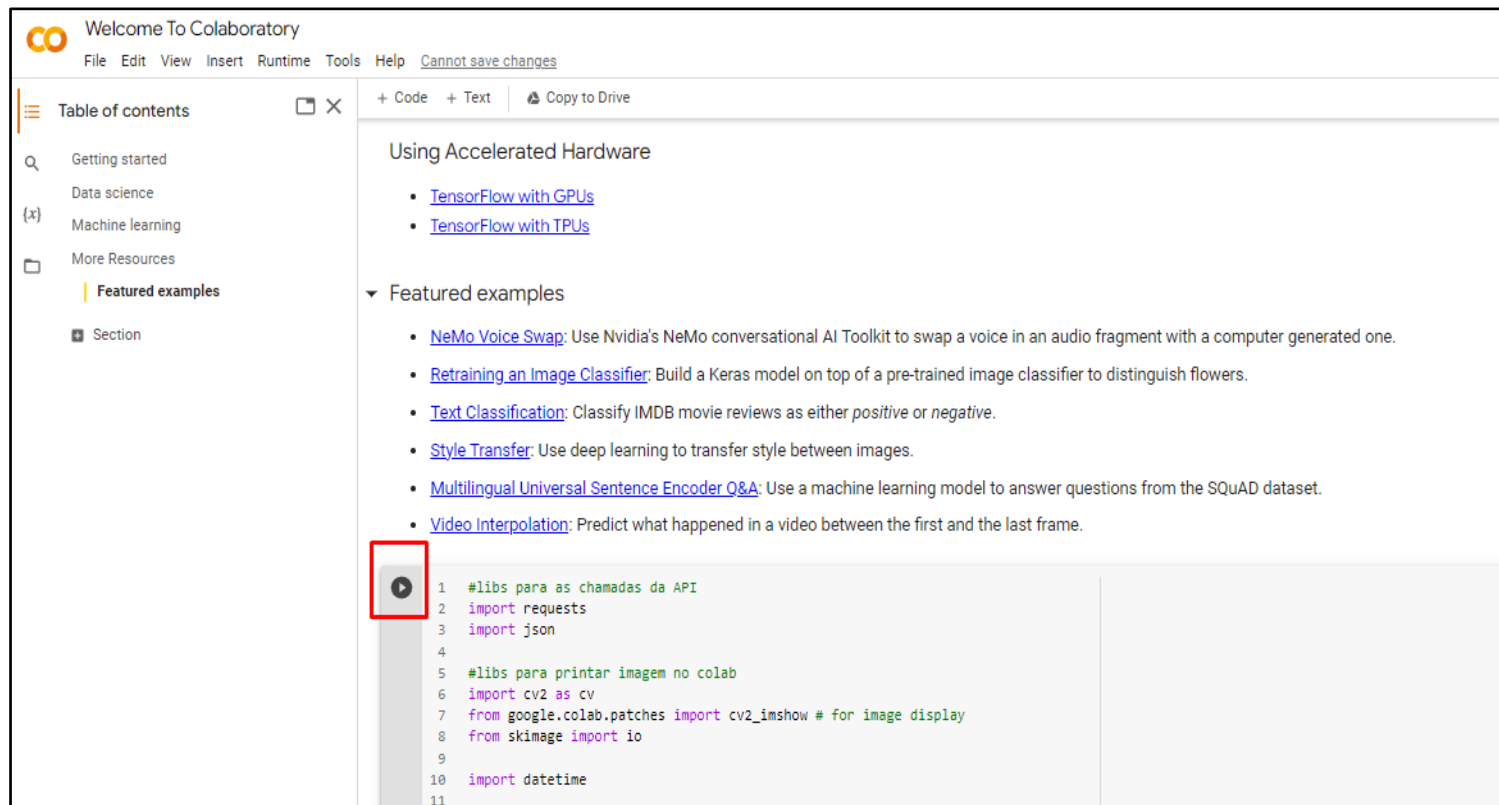 Welcome To Colaboratory
File Edit View Insert Runtime Tools Help Cannot save changes
Table of contents
Getting started
Data science
Machine learning
More Resources
Featured examples
Section
{x}
+ Code + Text Copy to Drive
Using Accelerated Hardware
• TensorFlow with GPUs
• TensorFlow with TPUs
Featured examples
• NeMo Voice Swap: Use Nvidia's NeMo conversational AI Toolkit to swap a voice in an audio fragment with a computer generated one.
• Retraining an Image Classifier: Build a Keras model on top of a pre-trained image classifier to distinguish flowers.
• Text Classification: Classify IMDB movie reviews as either positive or negative.
• Style Transfer: Use deep learning to transfer style between images.
• Multilingual Universal Sentence Encoder Q&A: Use a machine learning model to answer questions from the SQuAD dataset.
• Video Interpolation: Predict what happened in a video between the first and the last frame.
1 #libs para as chamadas da API
2 import requests
3 import json
4
5 #libs para printar imagem no colab
6 import cv2 as cv
7 from google.colab.patches import cv2_imshow # for image display
8 from skimage import io
9
10 import datetime
11